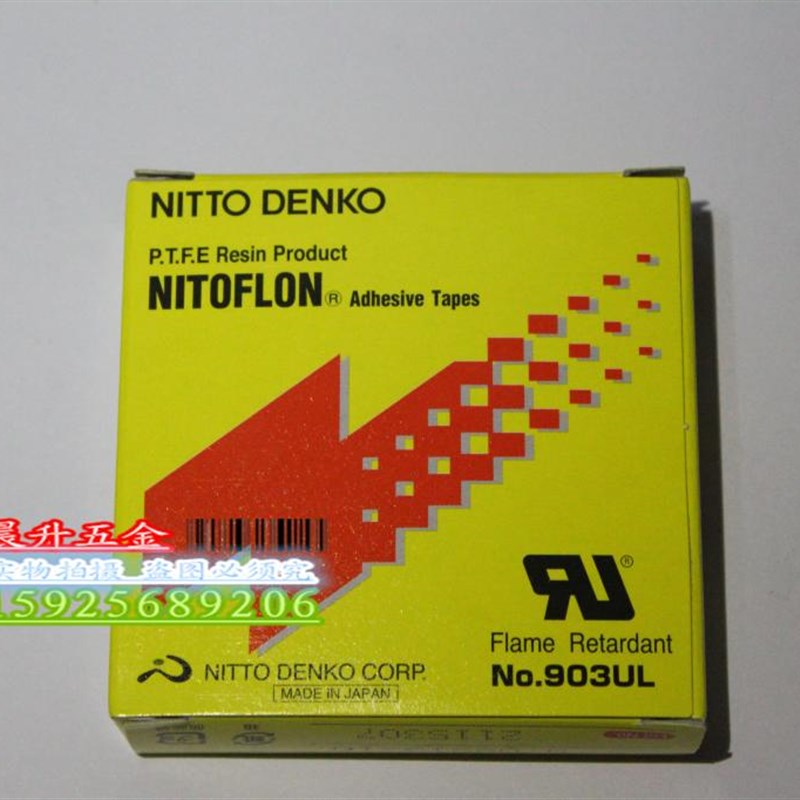 NITTO DENKO
P.T.F.E Resin Product
NITOFLON® Adhesive Tapes
晨升五金
实物拍摄 盗图必须究
15925689206
®
Flame Retardant
No.903UL
NITTO DENKO CORP.
MADE IN JAPAN